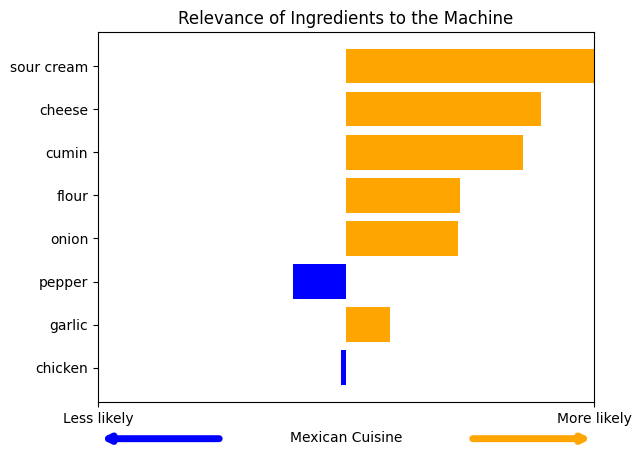 Relevance of Ingredients to the Machine
sour cream
cheese
cumin
flour
onion
pepper
garlic
chicken
Less likely
More likely
Mexican Cuisine